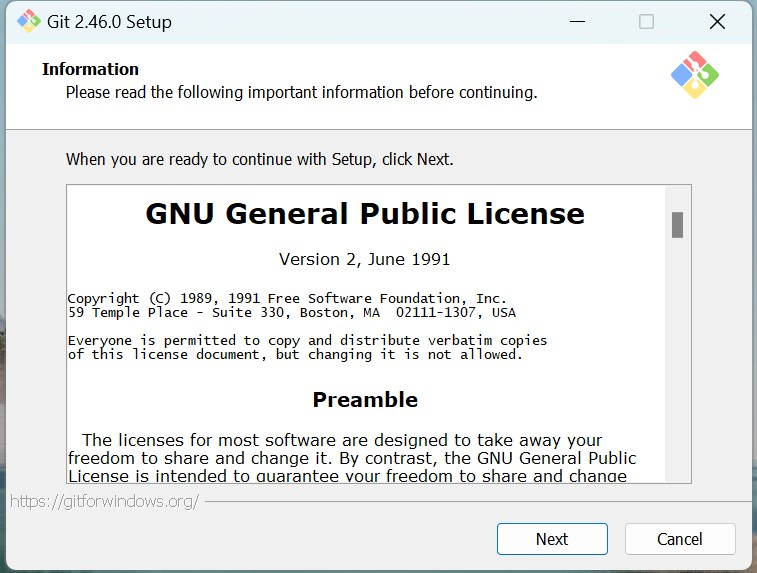 Git 2.46.0 Setup
Information
Please read the following important information before continuing.
When you are ready to continue with Setup, click Next.
GNU General Public License
Version 2, June 1991
Copyright (C) 1989, 1991 Free Software Foundation, Inc.
59 Temple Place - Suite 330, Boston, MA  02111-1307, USA
Everyone is permitted to copy and distribute verbatim copies
of this license document, but changing it is not allowed.
Preamble
The licenses for most software are designed to take away your
freedom to share and change it. By contrast, the GNU General Public
License is intended to guarantee your freedom to share and change
https://gitforwindows.org/
Next
Cancel